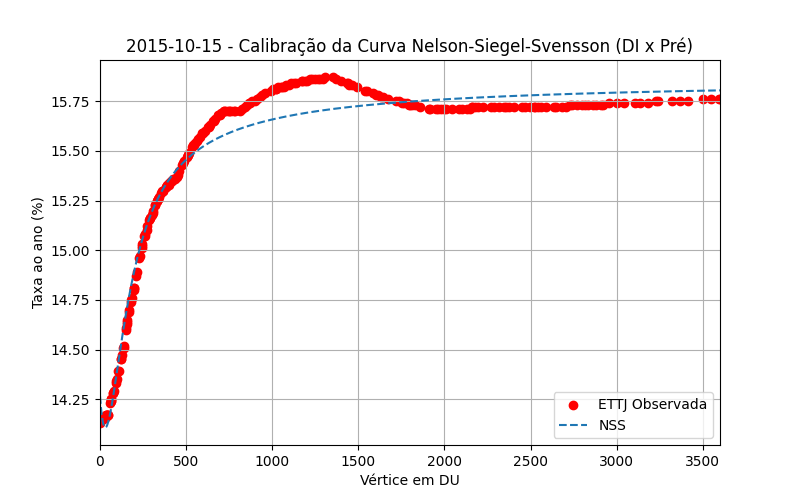 2015-10-15 - Calibração da Curva Nelson-Siegel-Svensson (DI x Pré)
Taxa ao ano (%)
15.75
15.50
15.25
15.00
14.75
14.50
14.25
ETTJ Observada
NSS
0 500 1000 1500 2000 2500 3000 3500
Vértice em DU